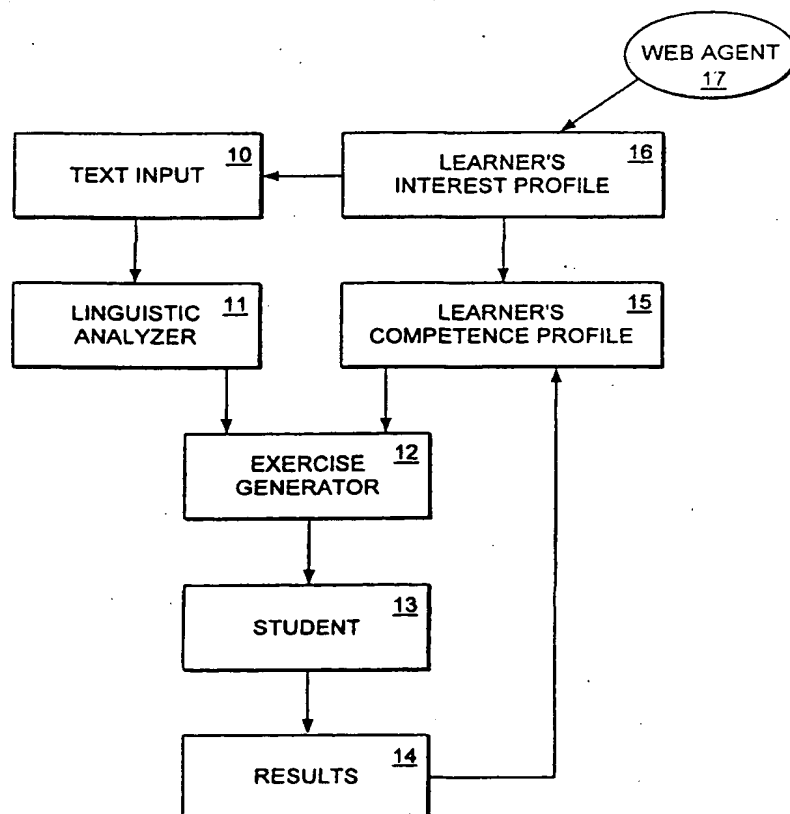 WEB AGENT
17
10
TEXT INPUT
16
LEARNER'S
INTEREST PROFILE
11
LINGUISTIC
ANALYZER
15
LEARNER'S
COMPETENCE PROFILE
12
EXERCISE
GENERATOR
13
STUDENT
14
RESULTS